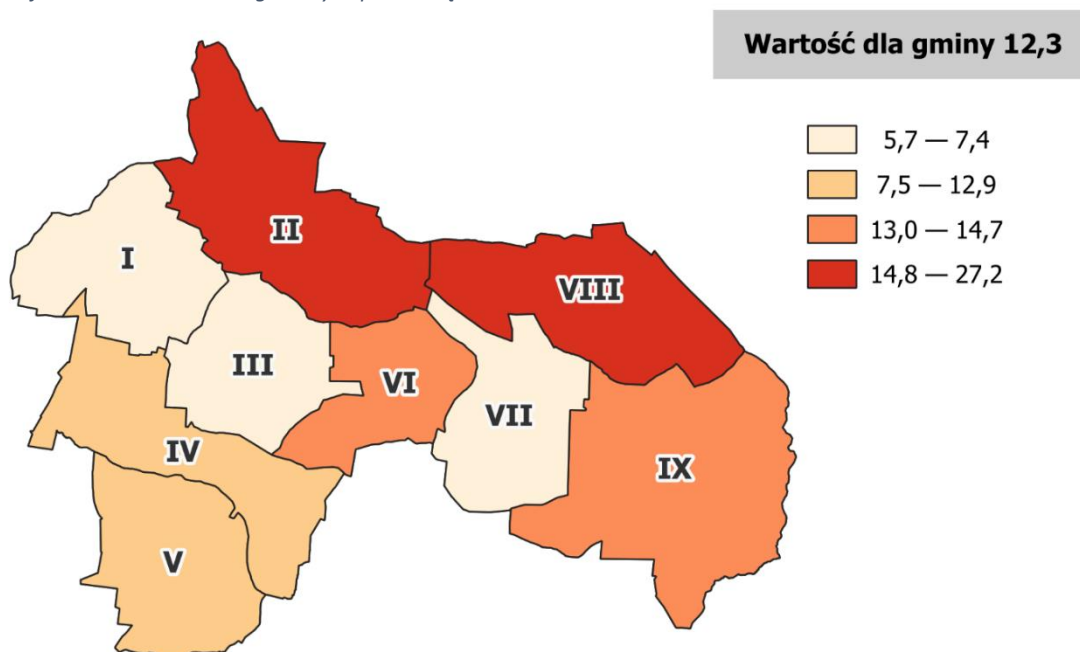 Wartość dla gminy 12,3
5,7 — 7,4
7,5 — 12,9
13,0 — 14,7
14,8 — 27,2
II
I
VIII
III
VI
VII
IV
IX
V